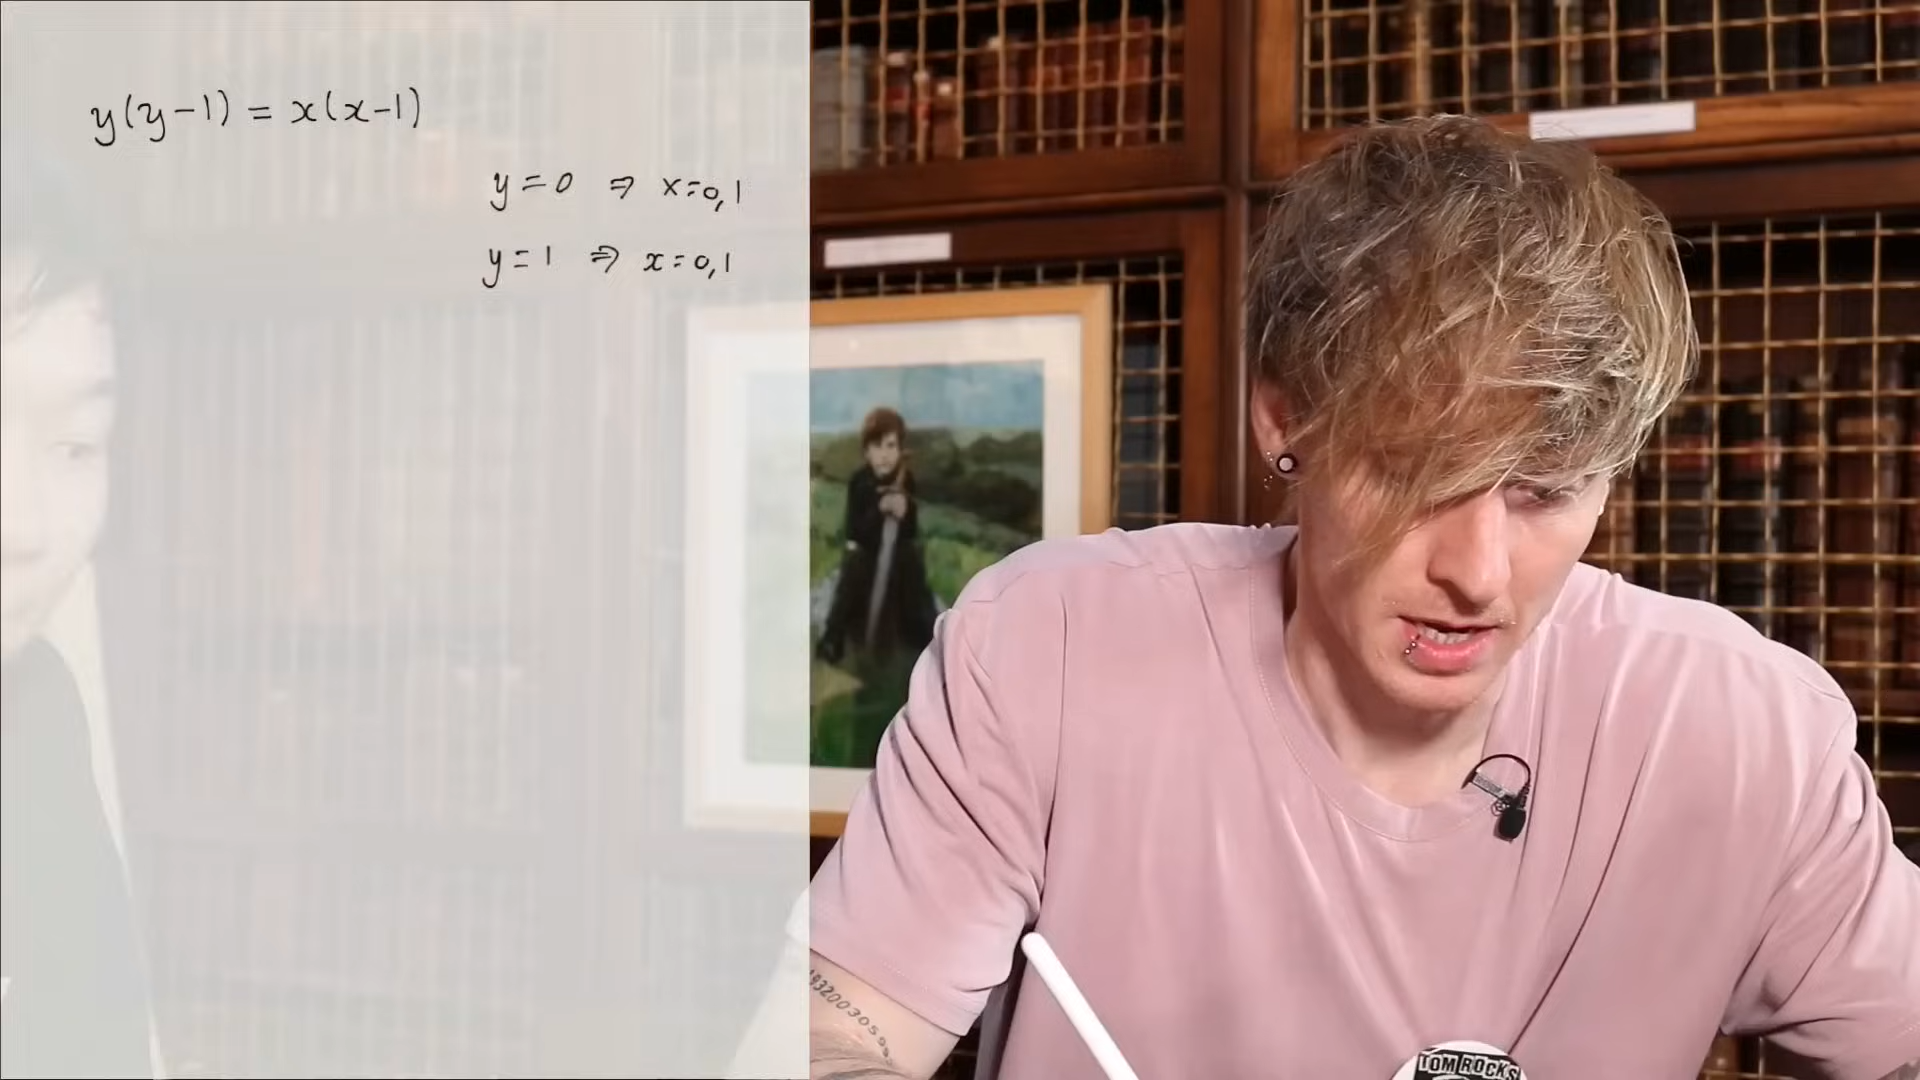 y(y-1) = x(x-1)
y=0 ⇒ x=0,1
y=1 ⇒ x=0,1
TOM ROCKS